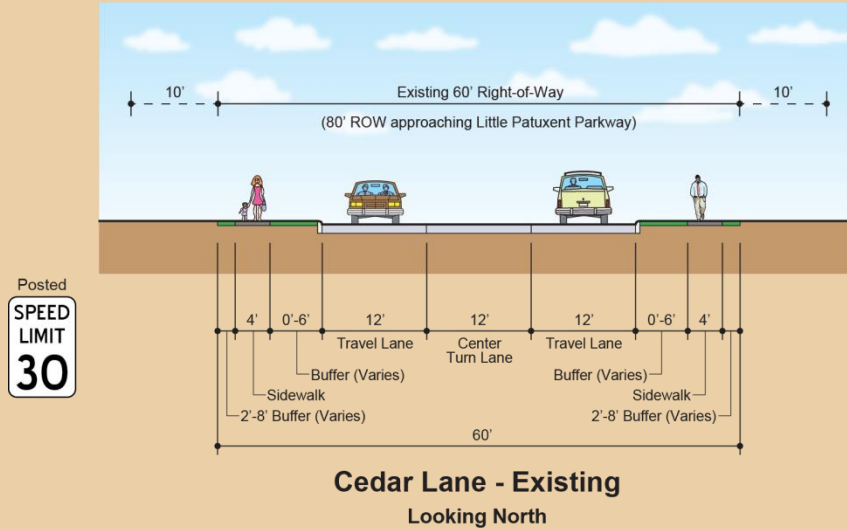 10'
Existing 60' Right-of-Way
10'
(80' ROW approaching Little Patuxent Parkway)
Posted
SPEED
LIMIT
30
4'
0'-6'
12'
12'
12'
0'-6'
4'
Travel Lane
Center
Turn Lane
Travel Lane
Buffer (Varies)
Buffer (Varies)
Sidewalk
Sidewalk
2'-8' Buffer (Varies)
2'-8' Buffer (Varies)
60'
Cedar Lane - Existing
Looking North